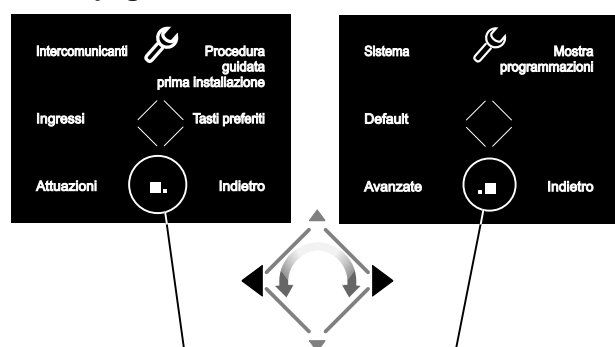 Intercomunicanti
Procedura
guidata
prima installazione
Ingressi
Tasti preferiti
Attuazioni
Indietro
Sistema
Mostra
programmazioni
Default
Avanzate
Indietro